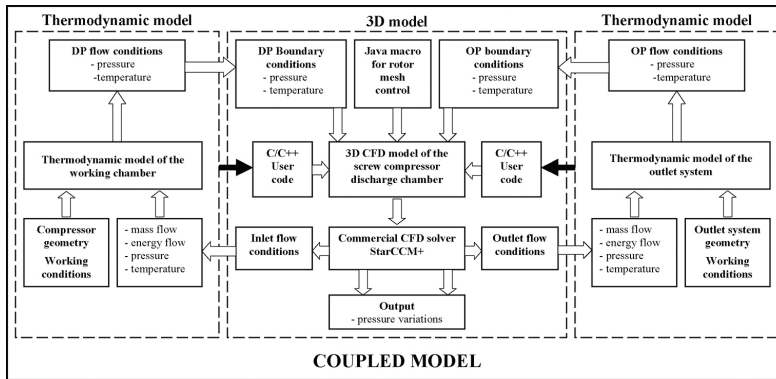 Thermodynamic model
3D model
Thermodynamic model
DP flow conditions
- pressure
-temperature
DP Boundary
conditions
- pressure
- temperature
Java macro
for rotor
mesh
control
OP boundary
conditions
- pressure
- temperature
OP flow conditions
- pressure
-temperature
Thermodynamic model of the
working chamber
C/C++
User
code
3D CFD model of the
screw compressor
discharge chamber
C/C++
User
code
Thermodynamic model of the
outlet system
Compressor
geometry
Working
conditions
- mass flow
- energy flow
- pressure
- temperature
Inlet flow
conditions
Commercial CFD solver
StarCCM+
Outlet flow
conditions
- mass flow
- energy flow
- pressure
- temperature
Outlet system
geometry
Working
conditions
Output
- pressure variations
COUPLED MODEL